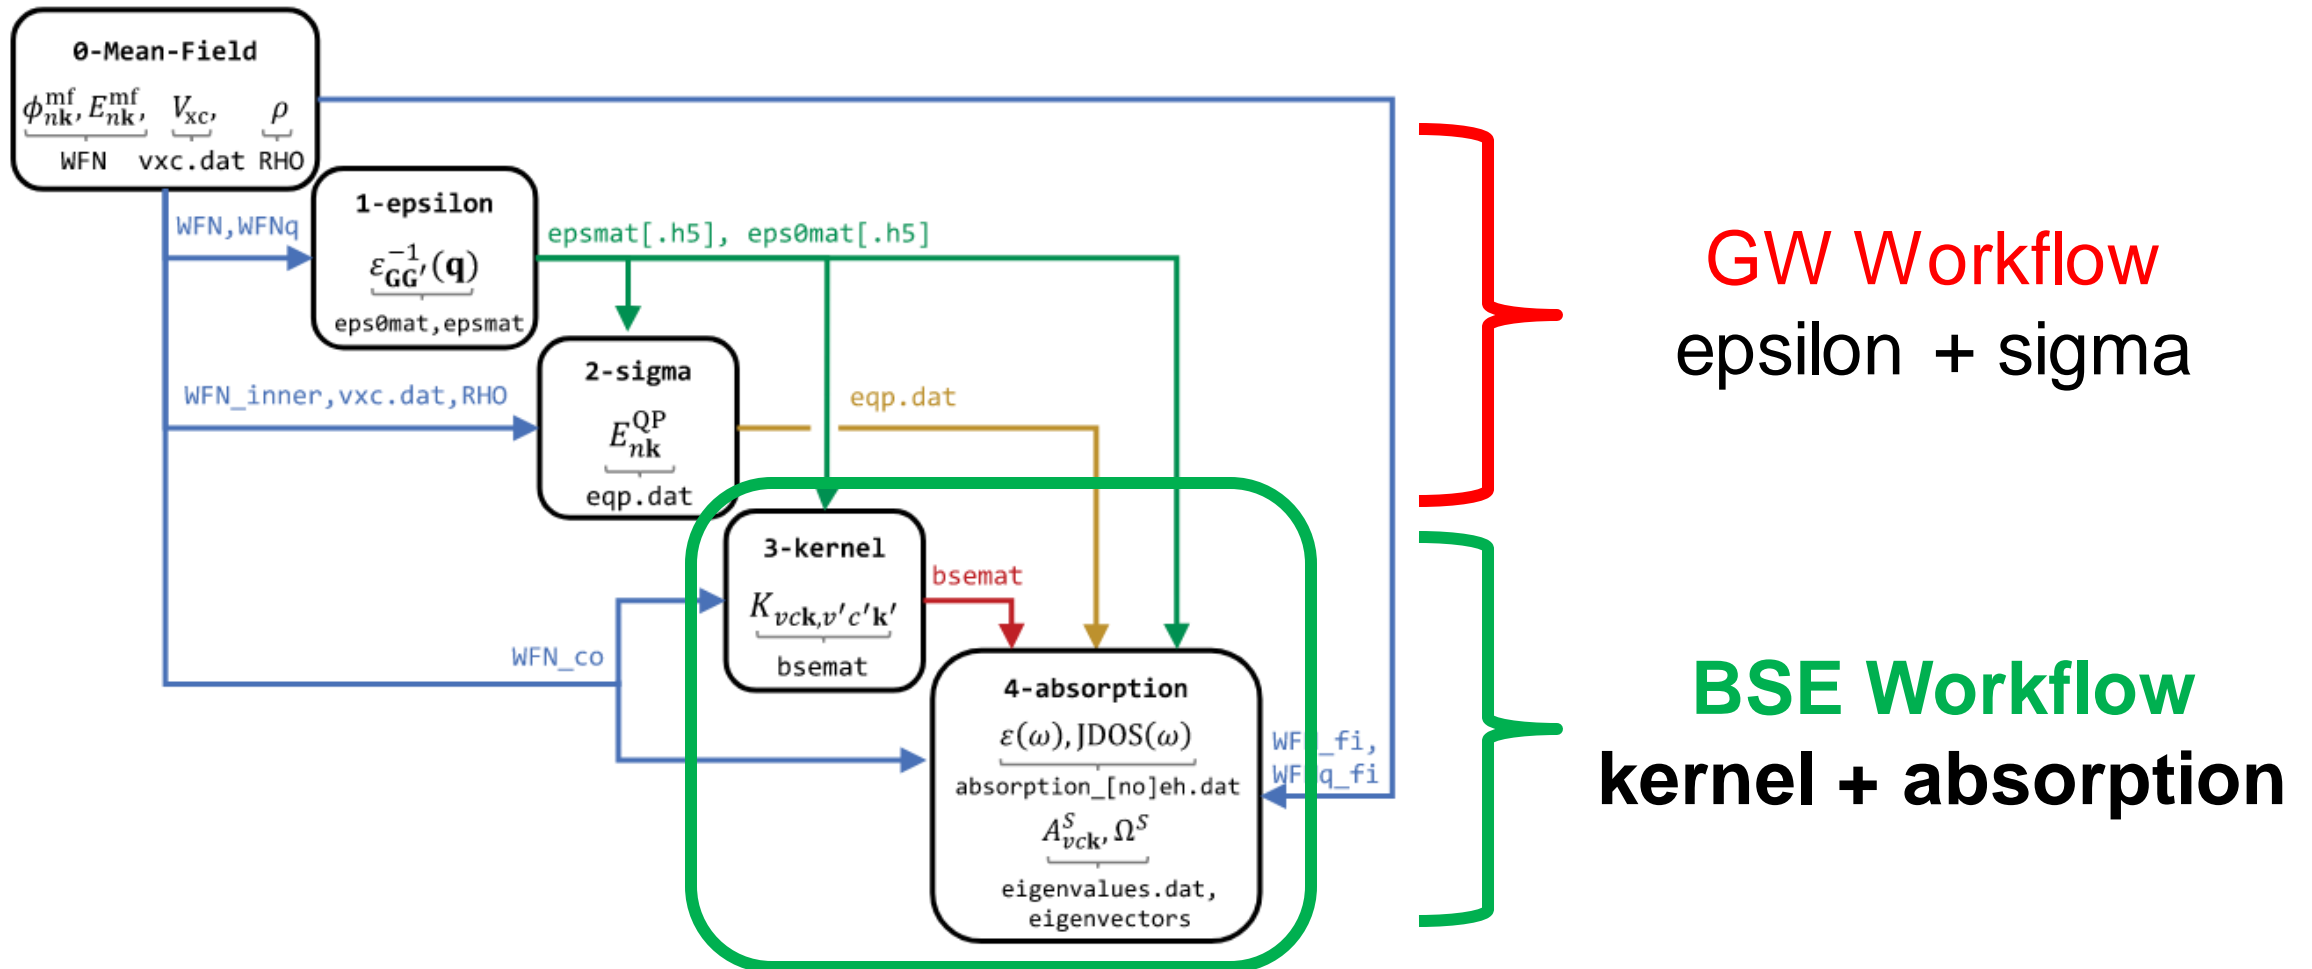 0-Mean-Field
ϕ^mf_nk, E^mf_nk, V_xc, ρ
WFN vxc.dat RHO
1-epsilon
ε^-1_GG′(q)
eps0mat,epsmat
WFN,WFNq
epsmat[.h5], eps0mat[.h5]
2-sigma
E^QP_nk
eqp.dat
WFN_inner,vxc.dat,RHO
eqp.dat
3-kernel
K_vck,v′c′k′
bsemat
bsemat
WFN_co
4-absorption
ε(ω), JDOS(ω)
absorption_[no]eh.dat
A^S_vck, Ω^S
eigenvalues.dat,
eigenvectors
WFN_fi,
WFNq_fi
GW Workflow
epsilon + sigma
BSE Workflow
kernel + absorption